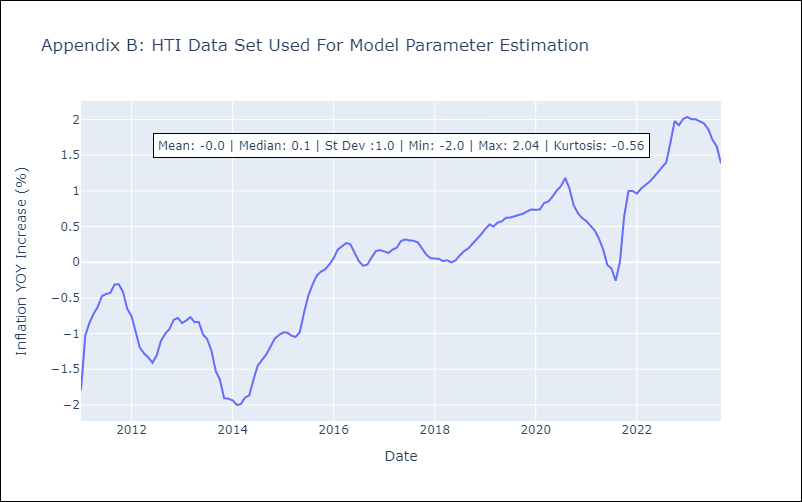 Appendix B: HTI Data Set Used For Model Parameter Estimation
Mean: -0.0 | Median: 0.1 | St Dev :1.0 | Min: -2.0 | Max: 2.04 | Kurtosis: -0.56
Inflation YOY Increase (%)
2
1.5
1
0.5
0
−0.5
−1
−1.5
−2
2012 2014 2016 2018 2020 2022
Date